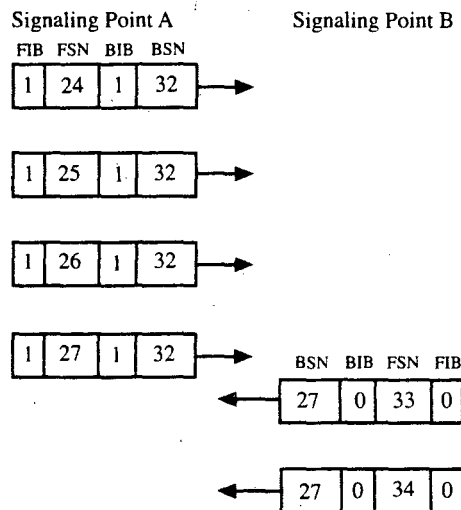 Signaling Point A Signaling Point B
FIB FSN BIB BSN
1 24 1 32
1 25 1 32
1 26 1 32
1 27 1 32
BSN BIB FSN FIB
27 0 33 0
27 0 34 0